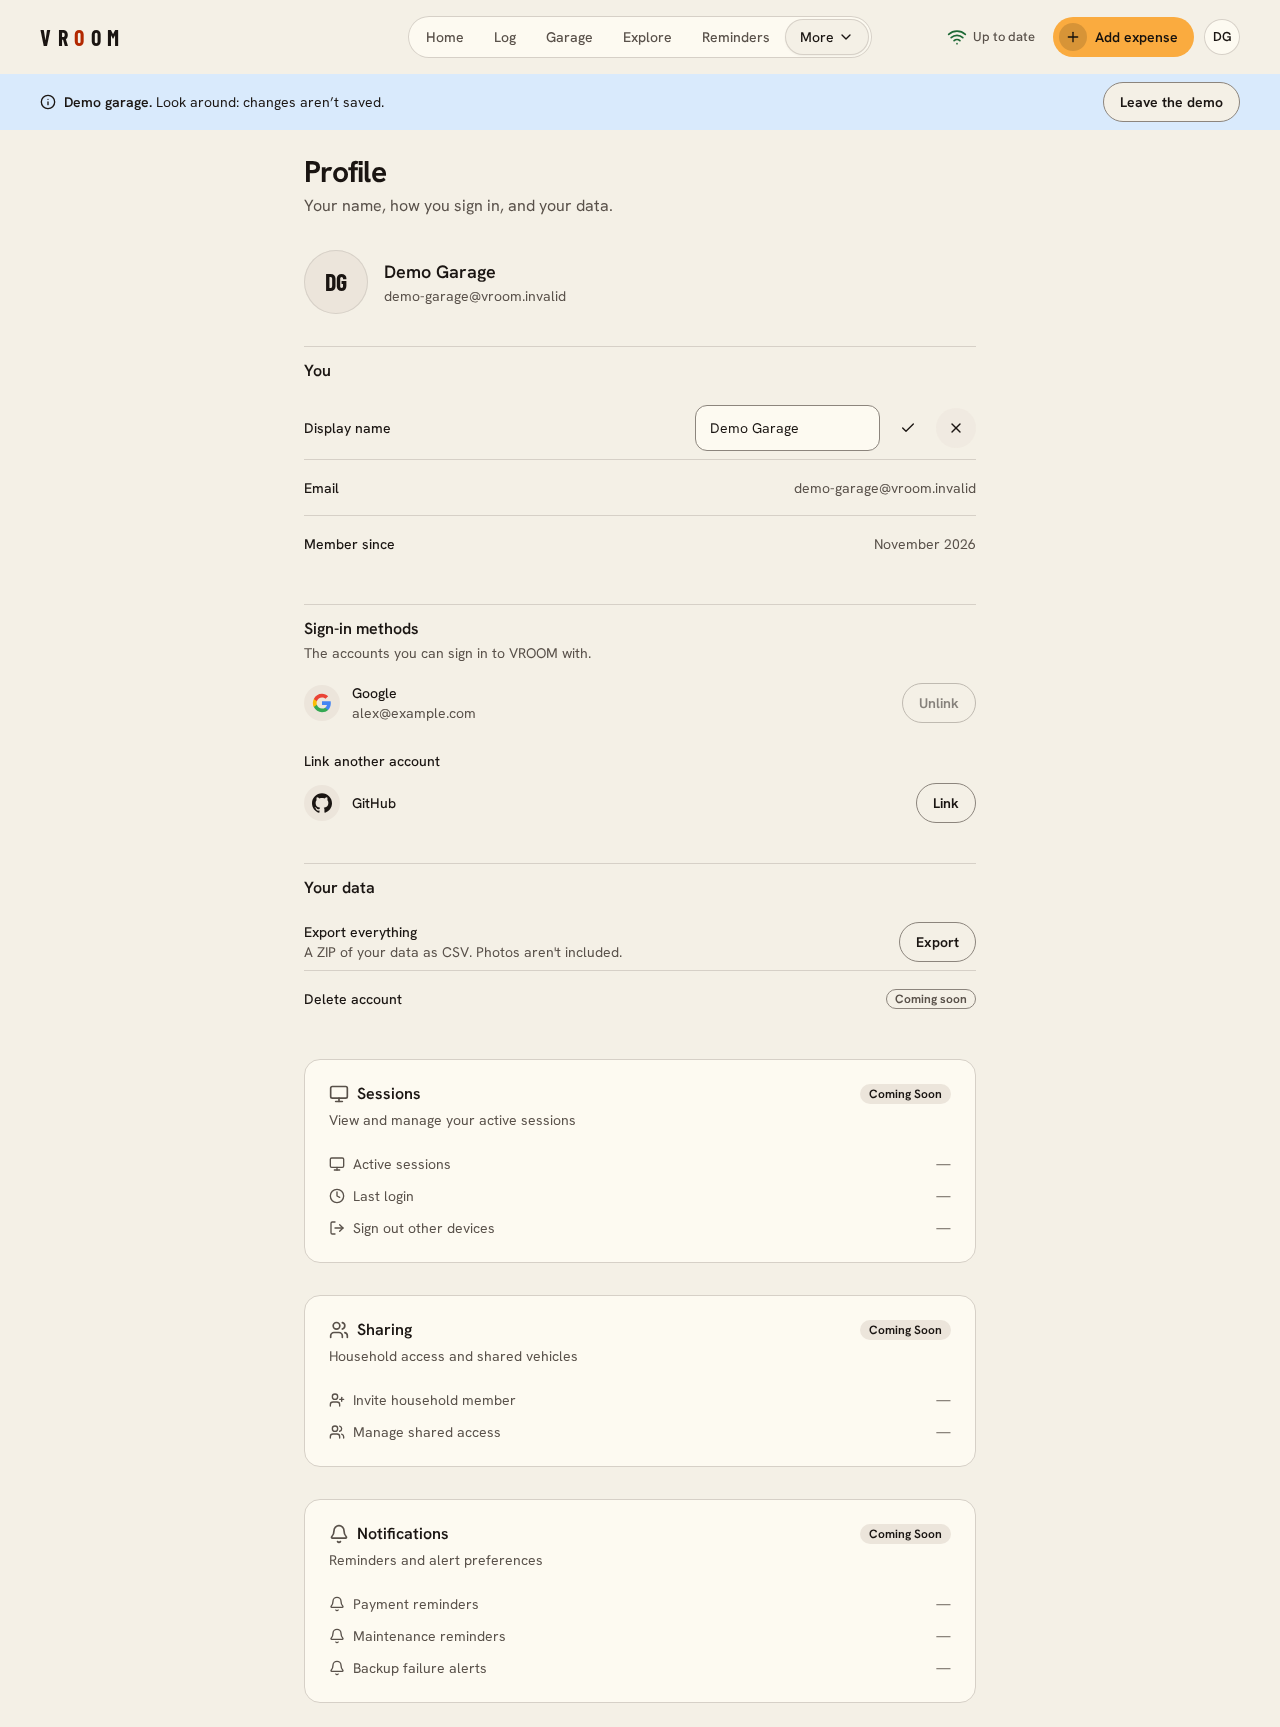 VROOM
Home Log Garage Explore Reminders More
Up to date
Add expense
DG
Demo garage. Look around: changes aren’t saved.
Leave the demo
Profile
Your name, how you sign in, and your data.
DG
Demo Garage
demo-garage@vroom.invalid
You
Display name
Demo Garage
Email
demo-garage@vroom.invalid
Member since
November 2026
Sign-in methods
The accounts you can sign in to VROOM with.
Google
alex@example.com
Unlink
Link another account
GitHub
Link
Your data
Export everything
A ZIP of your data as CSV. Photos aren't included.
Export
Delete account
Coming soon
Sessions
Coming Soon
View and manage your active sessions
Active sessions —
Last login —
Sign out other devices —
Sharing
Coming Soon
Household access and shared vehicles
Invite household member —
Manage shared access —
Notifications
Coming Soon
Reminders and alert preferences
Payment reminders —
Maintenance reminders —
Backup failure alerts —